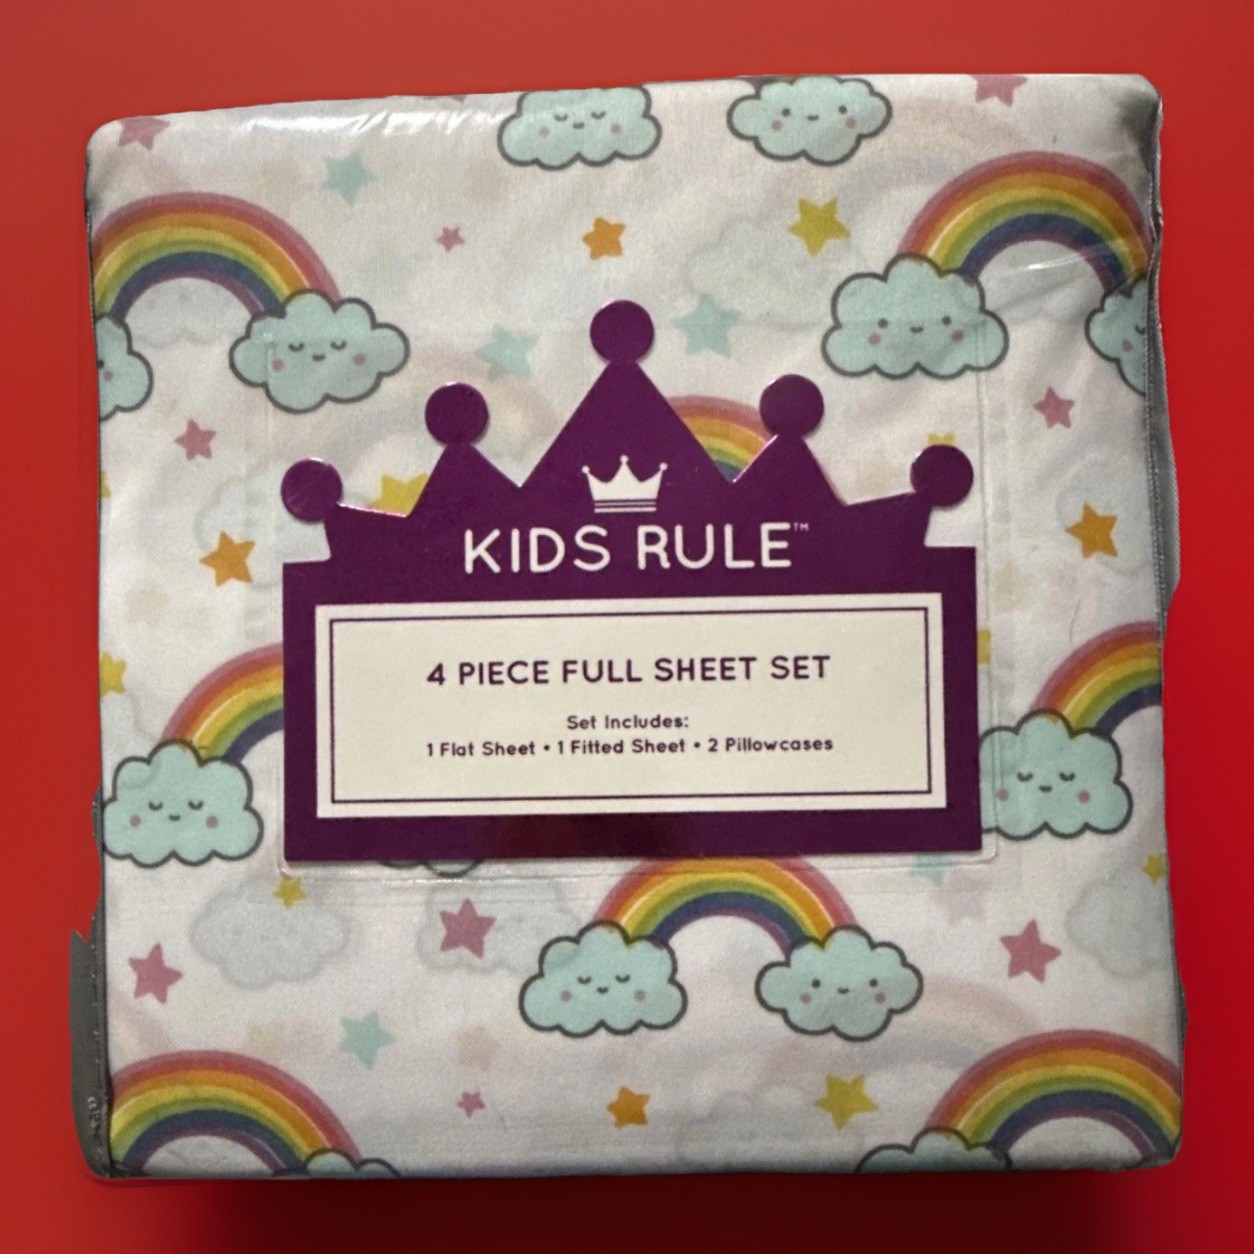 KIDS RULE™
4 PIECE FULL SHEET SET
Set Includes:
1 Flat Sheet • 1 Fitted Sheet • 2 Pillowcases